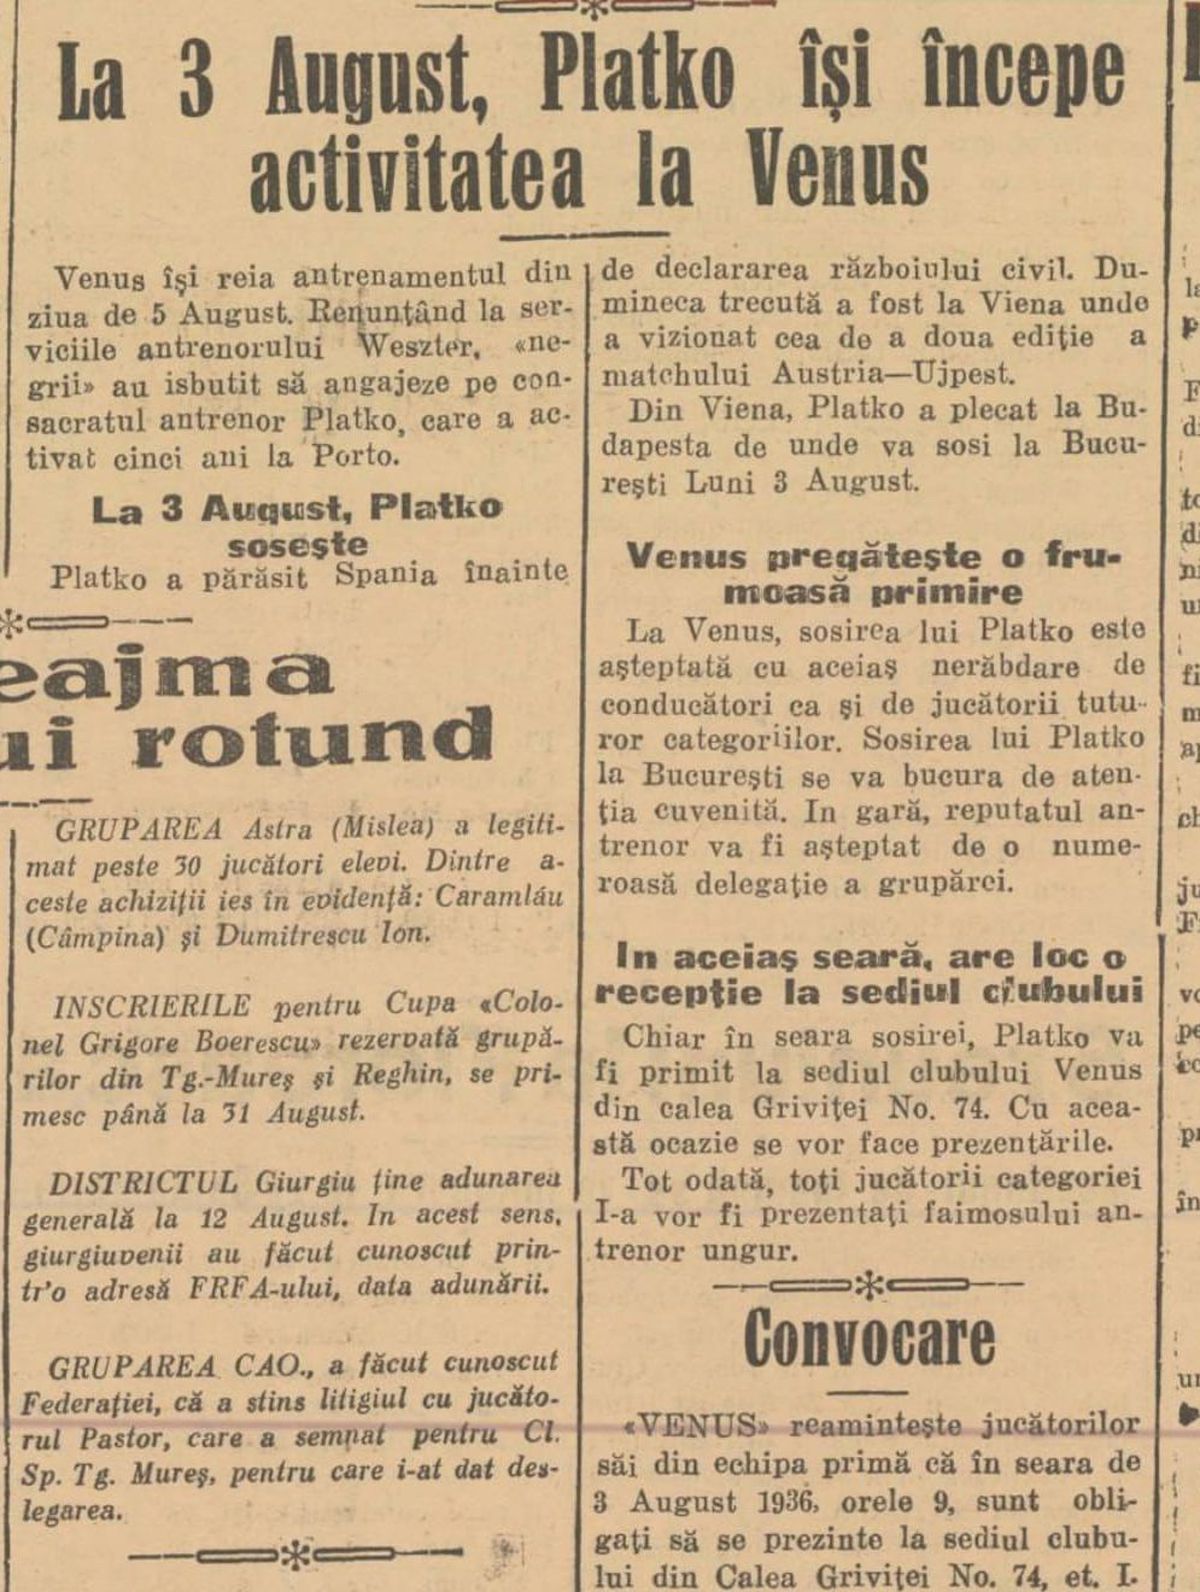 La 3 August, Platko își începe
activitatea la Venus
Venus își reia antrenamentul din
ziua de 5 August. Renunțând la ser-
viciile antrenorului Weszter, «ne-
grii» au isbutit să angajeze pe con-
sacratul antrenor Platko, care a ac-
tivat cinci ani la Porto.
La 3 August, Platko
sosește
Platko a părăsit Spania înainte
de declararea războiului civil. Du-
mineca trecută a fost la Viena unde
a vizionat cea de a doua ediție a
matchului Austria—Ujpest.
Din Viena, Platko a plecat la Bu-
dapesta de unde va sosi la Bucu-
rești Luni 3 August.
Venus pregătește o fru-
moasă primire
La Venus, sosirea lui Platko este
așteptată cu aceiaș nerăbdare de
conducători ca și de jucătorii tutu-
ror categoriilor. Sosirea lui Platko
la București se va bucura de aten-
ția cuvenită. In gară, reputatul an-
trenor va fi așteptat de o nume-
roasă delegație a grupărei.
In aceiaș seară, are loc o
recepție la sediul clubului
Chiar în seara sosirei, Platko va
fi primit la sediul clubului Venus
din calea Griviței No. 74. Cu acea-
stă ocazie se vor face prezentările.
Tot odată, toți jucătorii categoriei
I-a vor fi prezentați faimosului an-
trenor ungur.
Convocare
«VENUS» reamintește jucătorilor
săi din echipa primă că în seara de
3 August 1936, orele 9, sunt obli-
gați să se prezinte la sediul clubu-
lui din Calea Griviței No. 74, et. I.
eajma
ui rotund
GRUPAREA Astra (Mislea) a legiti-
mat peste 30 jucători elevi. Dintre a-
ceste achiziții ies în evidență: Caramlău
(Câmpina) și Dumitrescu Ion.
INSCRIERILE pentru Cupa «Colo-
nel Grigore Boerescu» rezervată grupă-
rilor din Tg.-Mureș și Reghin, se pri-
mesc până la 31 August.
DISTRICTUL Giurgiu ține adunarea
generală la 12 August. In acest sens,
giurgiuvenii au făcut cunoscut prin-
tr'o adresă FRFA-ului, data adunării.
GRUPAREA CAO., a făcut cunoscut
Federației, că a stins litigiul cu jucăto-
rul Pastor, care a semnat pentru Cl.
Sp. Tg. Mureș, pentru care i-at dat des-
legarea.